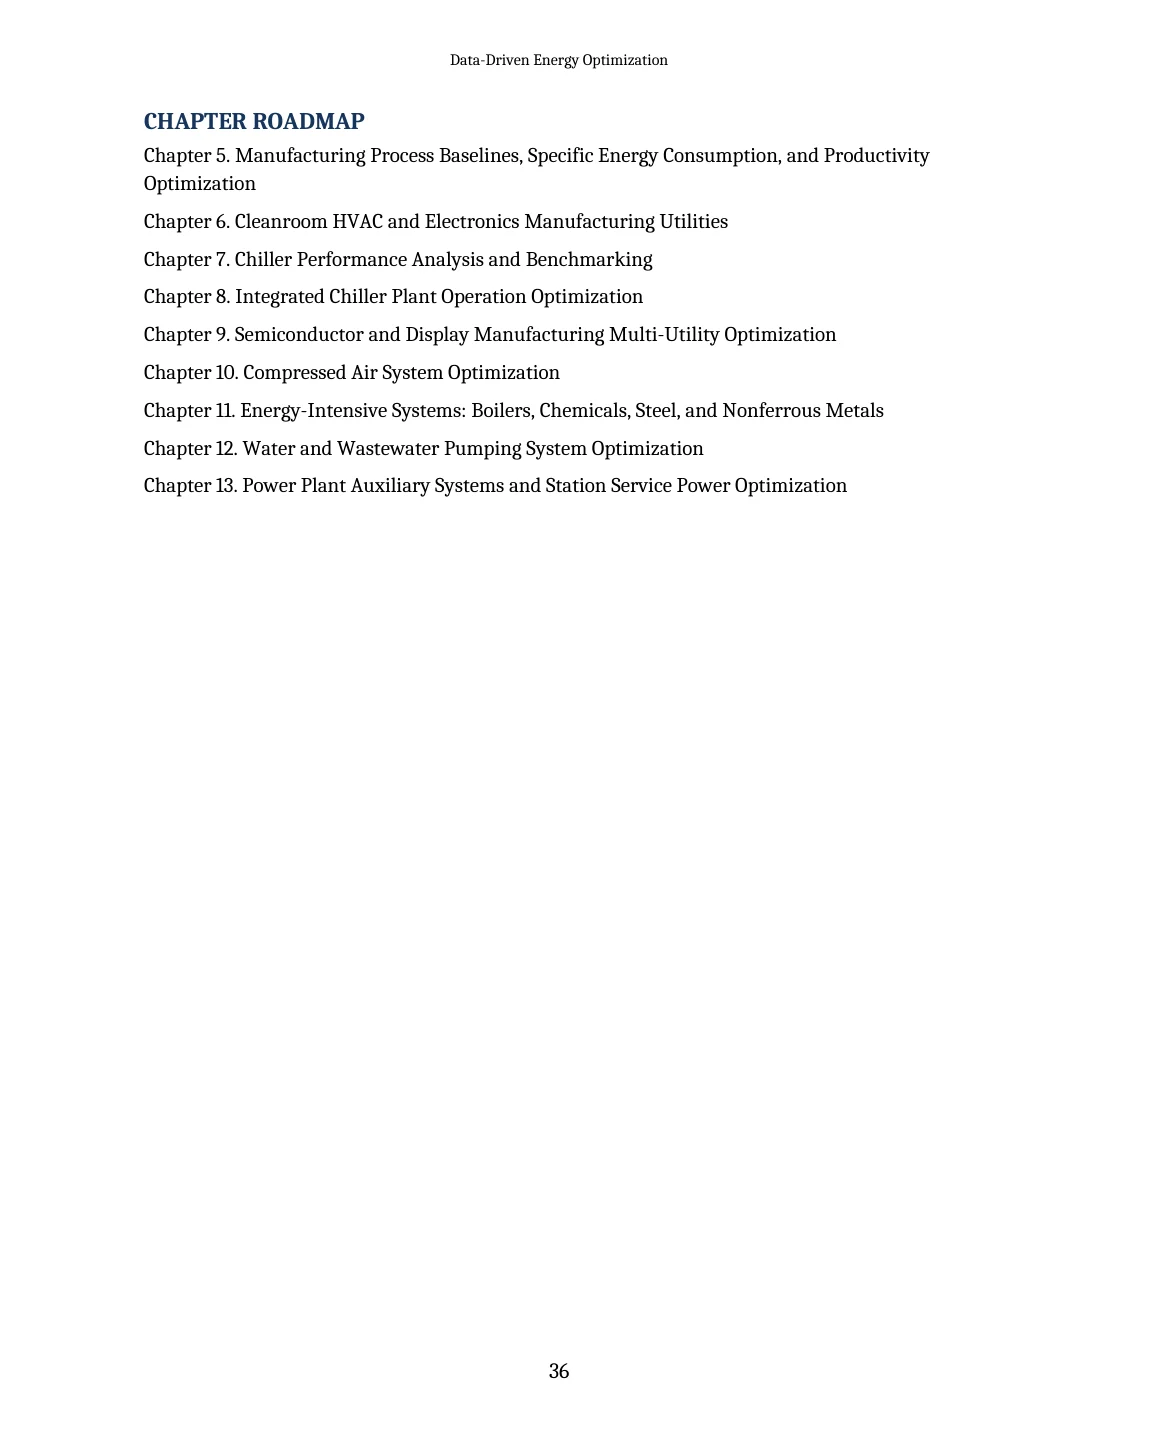 Data-Driven Energy Optimization
CHAPTER ROADMAP
Chapter 5. Manufacturing Process Baselines, Specific Energy Consumption, and Productivity
Optimization
Chapter 6. Cleanroom HVAC and Electronics Manufacturing Utilities
Chapter 7. Chiller Performance Analysis and Benchmarking
Chapter 8. Integrated Chiller Plant Operation Optimization
Chapter 9. Semiconductor and Display Manufacturing Multi-Utility Optimization
Chapter 10. Compressed Air System Optimization
Chapter 11. Energy-Intensive Systems: Boilers, Chemicals, Steel, and Nonferrous Metals
Chapter 12. Water and Wastewater Pumping System Optimization
Chapter 13. Power Plant Auxiliary Systems and Station Service Power Optimization
36